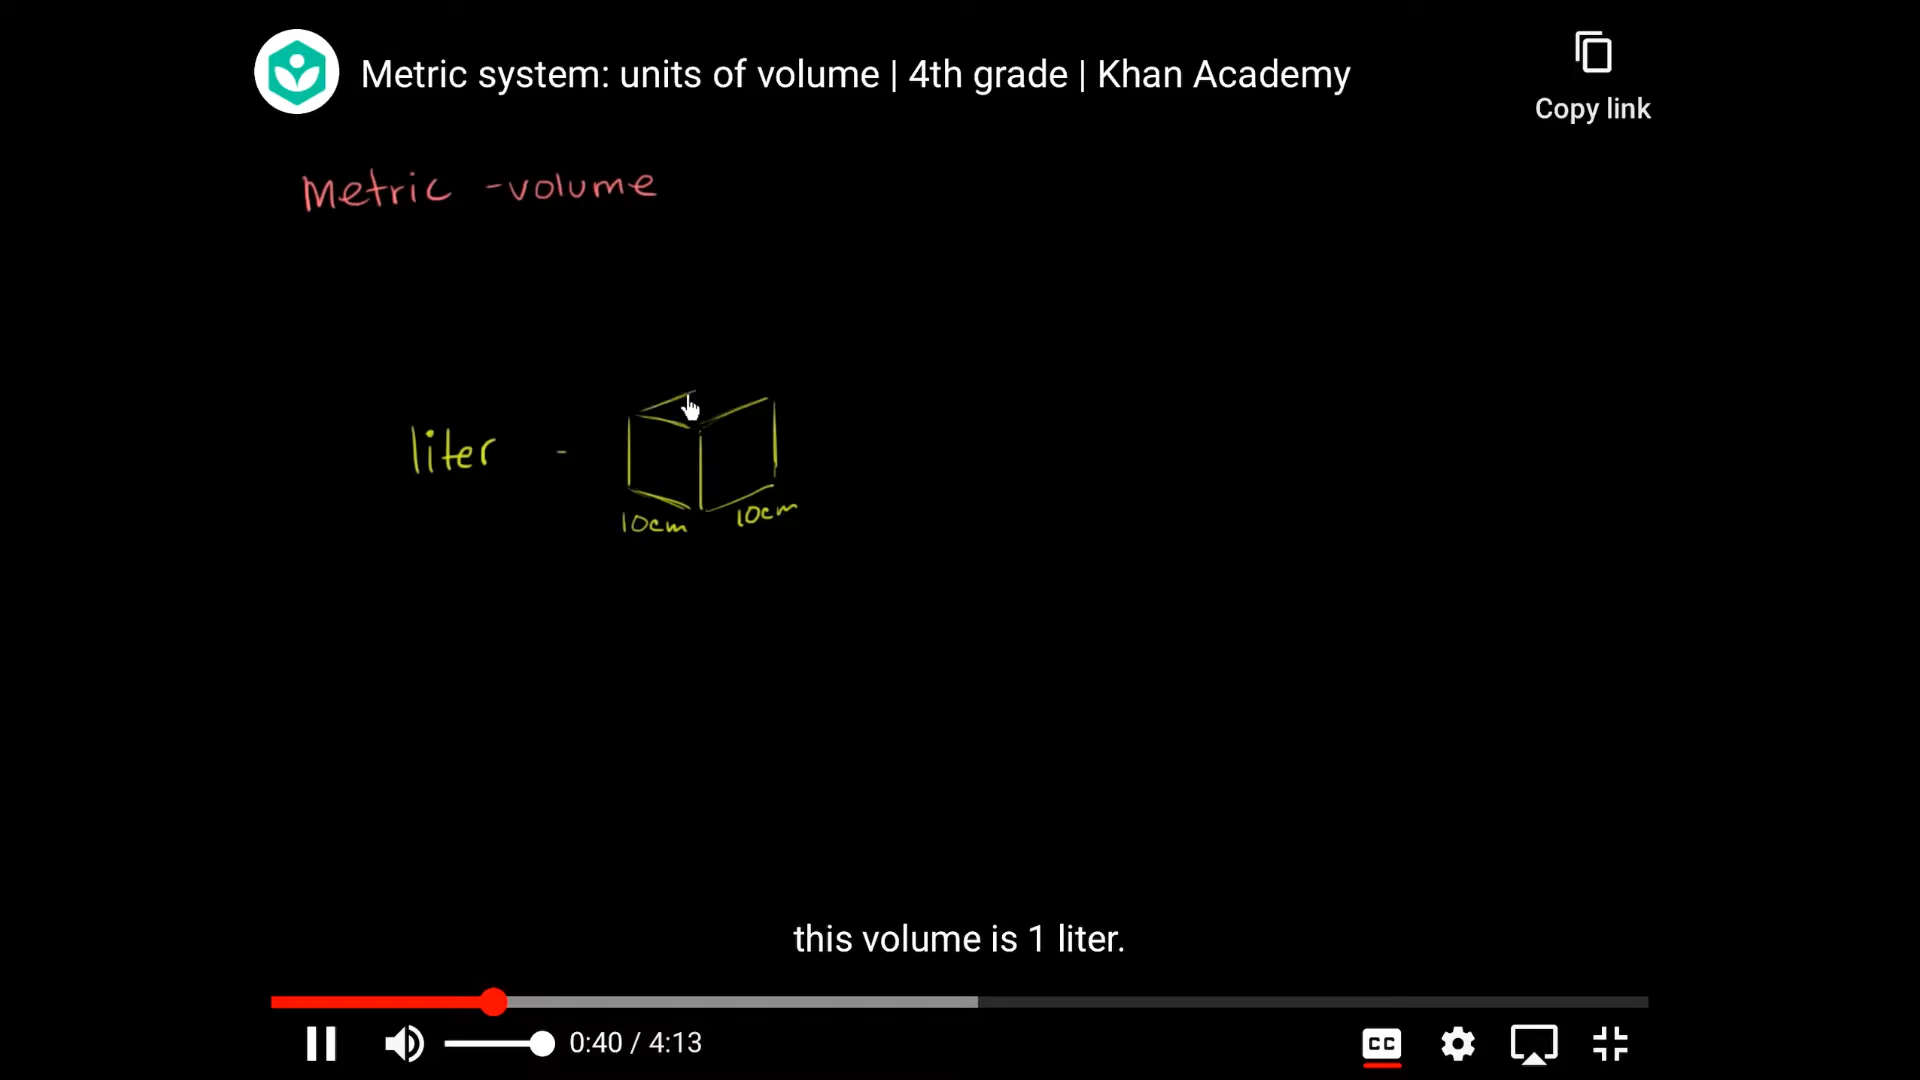 Metric system: units of volume | 4th grade | Khan Academy
Copy link
Metric - volume
liter -
10cm 10cm
this volume is 1 liter.
0:40 / 4:13
CC